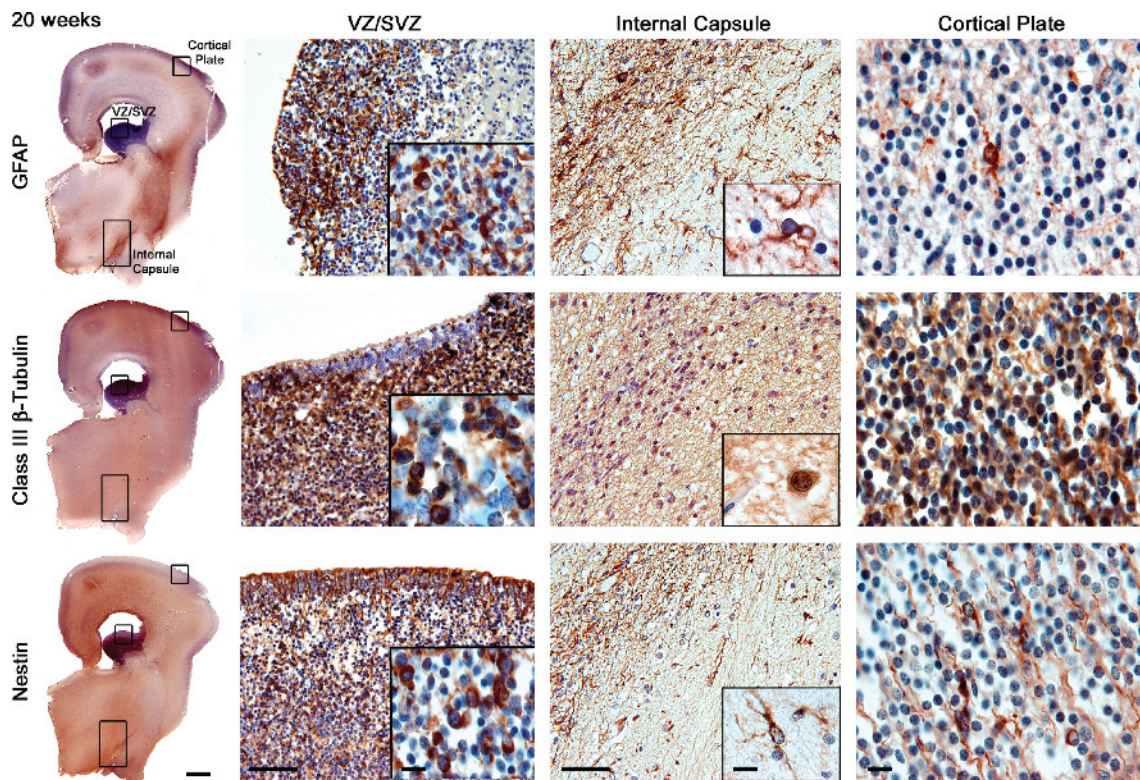 20 weeks
VZ/SVZ
Internal Capsule
Cortical Plate
GFAP
Cortical
Plate
VZ/SVZ
Internal
Capsule
Class III β-Tubulin
Nestin